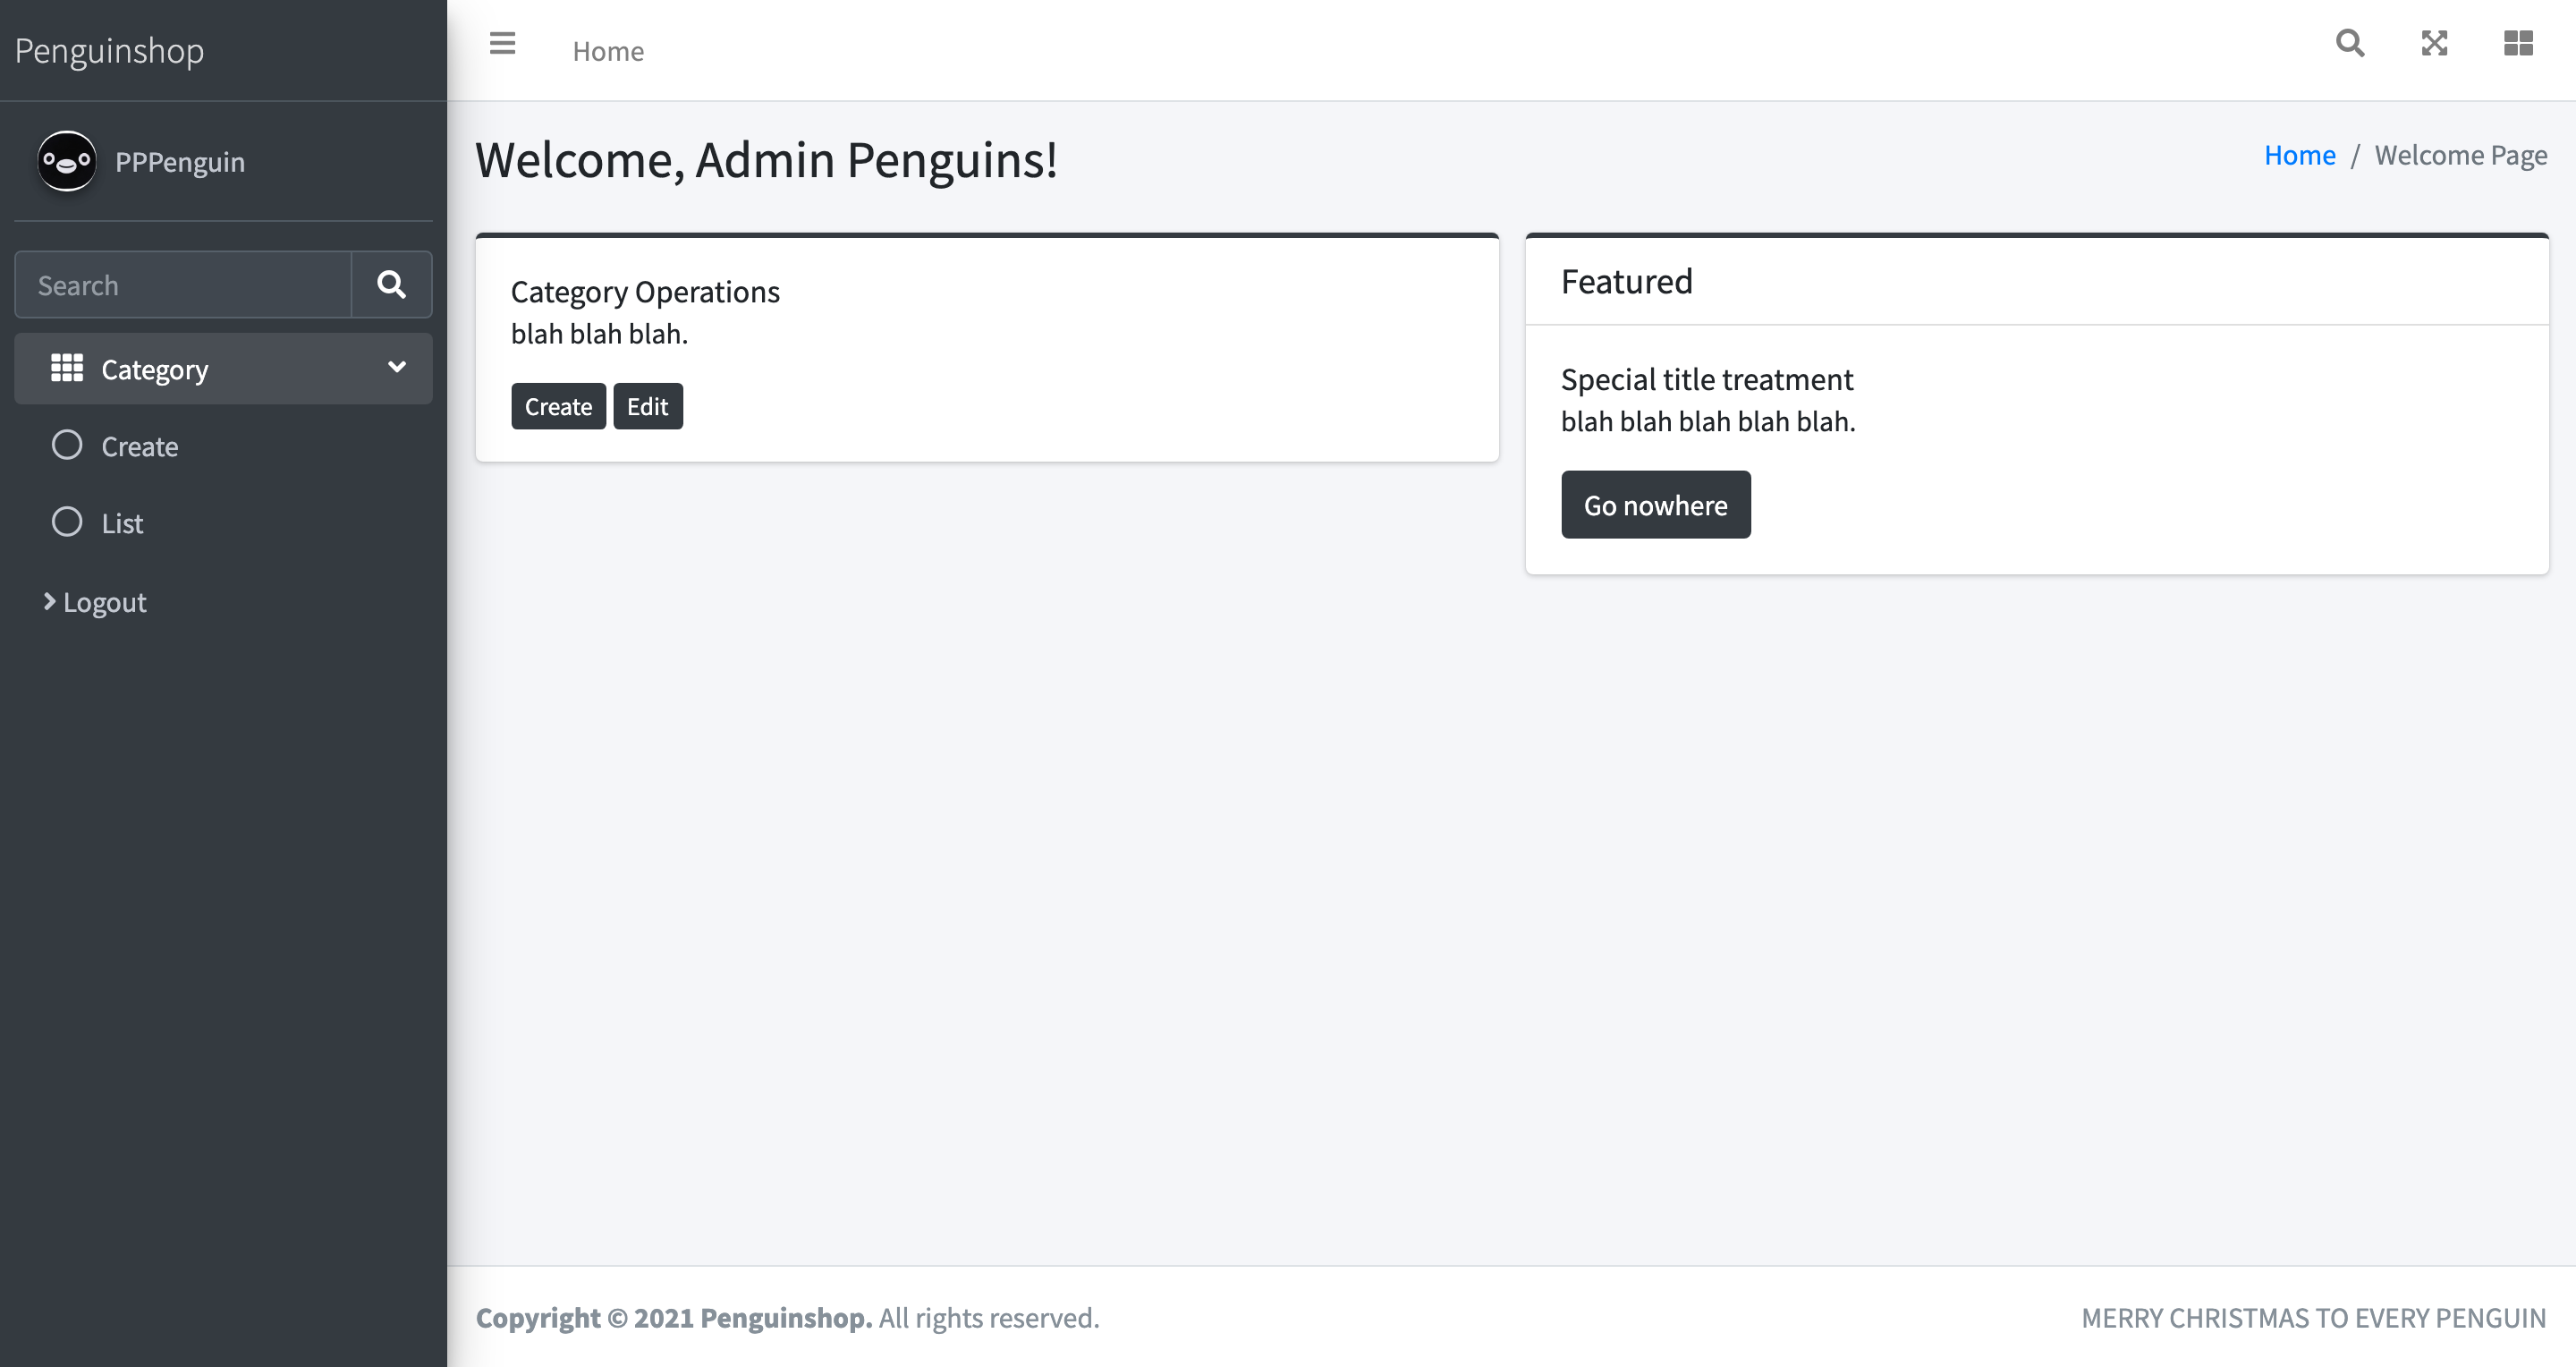 Penguinshop
PPPenguin
Search
Category
Create
List
Logout
Home
Welcome, Admin Penguins!
Home / Welcome Page
Category Operations
blah blah blah.
Create Edit
Featured
Special title treatment
blah blah blah blah blah.
Go nowhere
Copyright © 2021 Penguinshop. All rights reserved.
MERRY CHRISTMAS TO EVERY PENGUIN